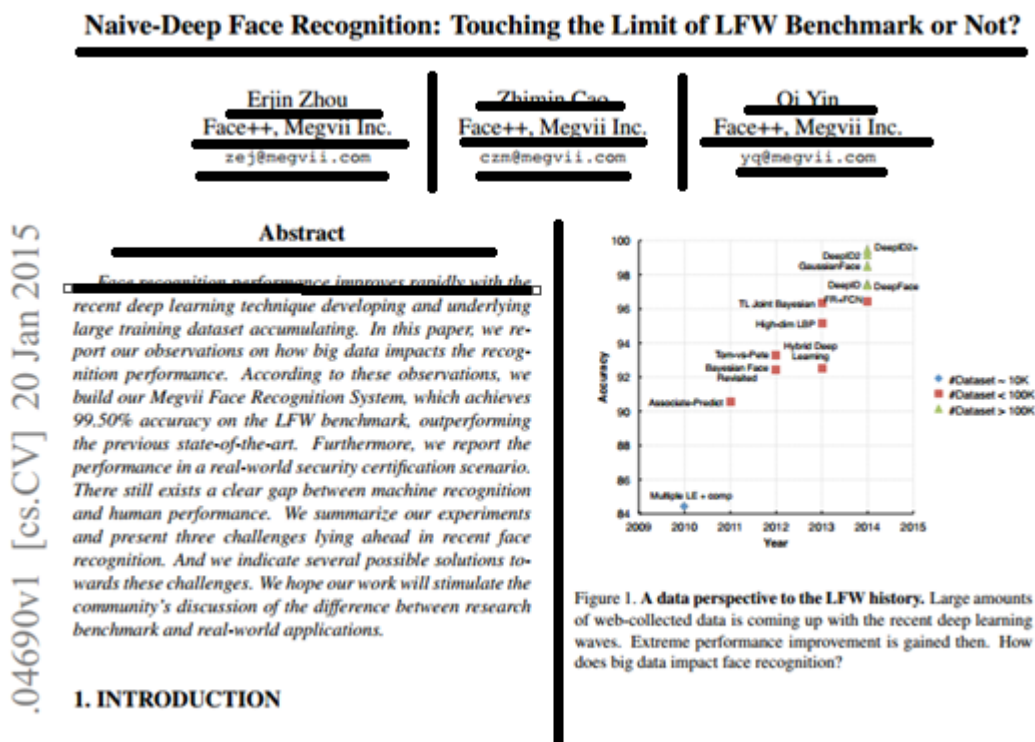 Naive-Deep Face Recognition: Touching the Limit of LFW Benchmark or Not?
Erjin Zhou
Face++, Megvii Inc.
zej@megvii.com
Zhimin Cao
Face++, Megvii Inc.
czm@megvii.com
Qi Yin
Face++, Megvii Inc.
yq@megvii.com
.04690v1 [cs.CV] 20 Jan 2015
Abstract
Face recognition performance improves rapidly with the
recent deep learning technique developing and underlying
large training dataset accumulating. In this paper, we re-
port our observations on how big data impacts the recog-
nition performance. According to these observations, we
build our Megvii Face Recognition System, which achieves
99.50% accuracy on the LFW benchmark, outperforming
the previous state-of-the-art. Furthermore, we report the
performance in a real-world security certification scenario.
There still exists a clear gap between machine recognition
and human performance. We summarize our experiments
and present three challenges lying ahead in recent face
recognition. And we indicate several possible solutions to-
wards these challenges. We hope our work will stimulate the
community's discussion of the difference between research
benchmark and real-world applications.
1. INTRODUCTION
100
98
96
94
92
90
86
84
Accuracy
DeepID2+
DeepID2
GaussianFace
DeepID
DeepFace
FR+FCN
TL Joint Bayesian
High-dim LBP
Hybrid Deep
Learning
Tom-vs-Pete
Bayesian Face
Revisited
Associate-Predict
Multiple LE + comp
2009 2010 2011 2012 2013 2014 2015
Year
#Dataset ~ 10K
#Dataset < 100K
#Dataset > 100K
Figure 1. A data perspective to the LFW history. Large amounts
of web-collected data is coming up with the recent deep learning
waves. Extreme performance improvement is gained then. How
does big data impact face recognition?